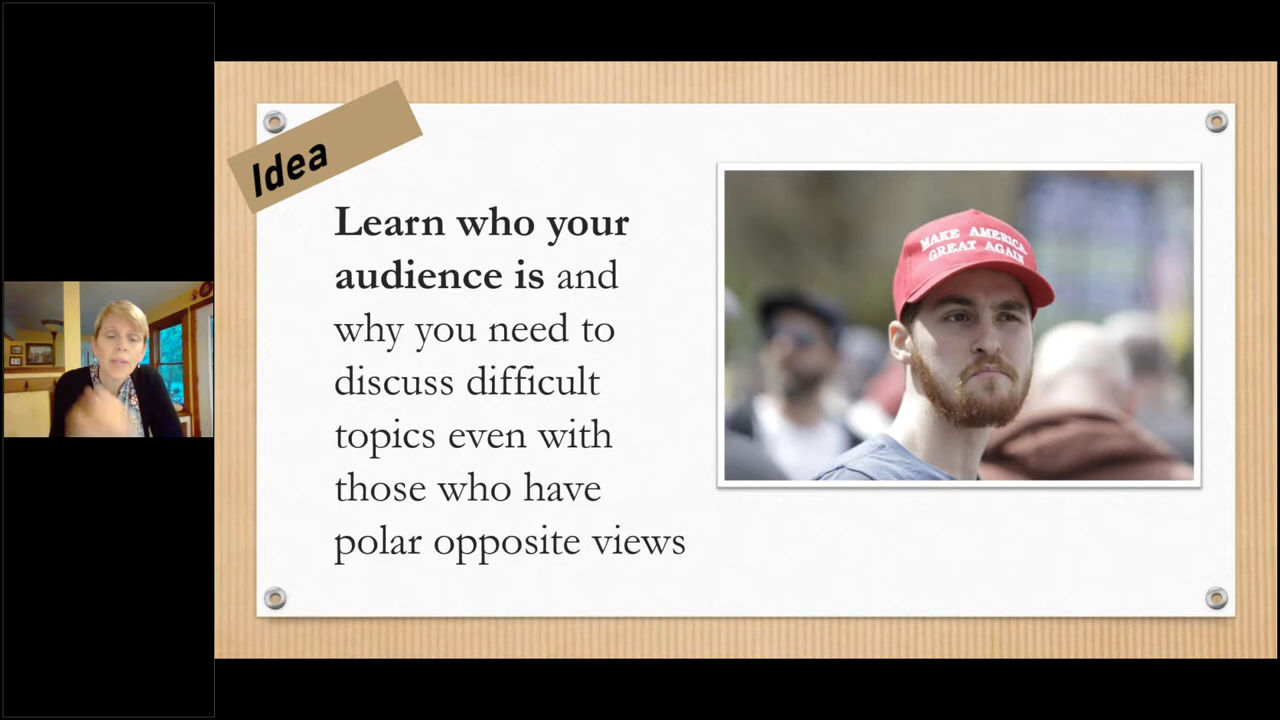 Idea
Learn who your
audience is and
why you need to
discuss difficult
topics even with
those who have
polar opposite views
MAKE AMERICA
GREAT AGAIN